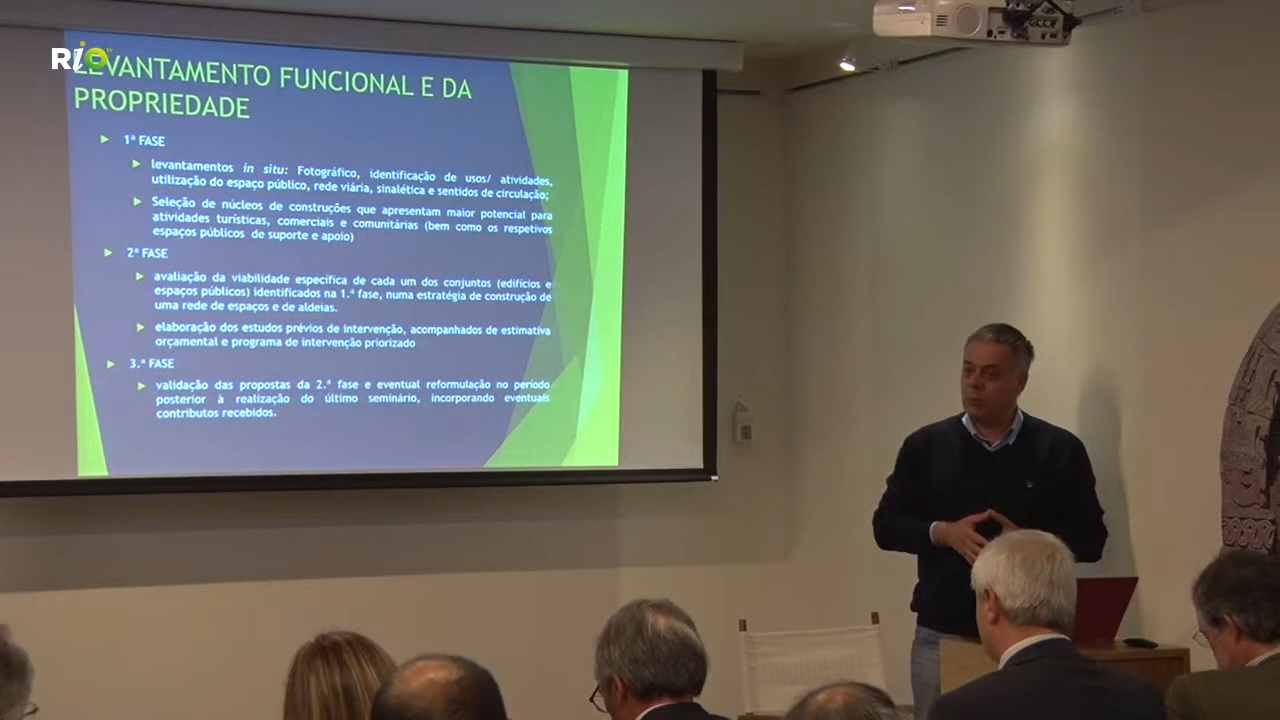 Rio
LEVANTAMENTO FUNCIONAL E DA
PROPRIEDADE
1ª FASE
levantamentos in situ: Fotográfico, identificação de usos/ atividades,
utilização do espaço público, rede viária, sinalética e sentidos de circulação;
Seleção de núcleos de construções que apresentam maior potencial para
atividades turísticas, comerciais e comunitárias (bem como os respetivos
espaços públicos de suporte e apoio)
2ª FASE
avaliação da viabilidade específica de cada um dos conjuntos (edifícios e
espaços públicos) identificados na 1.ª fase, numa estratégia de construção de
uma rede de espaços e de aldeias.
elaboração dos estudos prévios de intervenção, acompanhados de estimativa
orçamental e programa de intervenção priorizado
3.ª FASE
validação das propostas da 2.ª fase e eventual reformulação no período
posterior à realização do último seminário, incorporando eventuais
contributos recebidos.